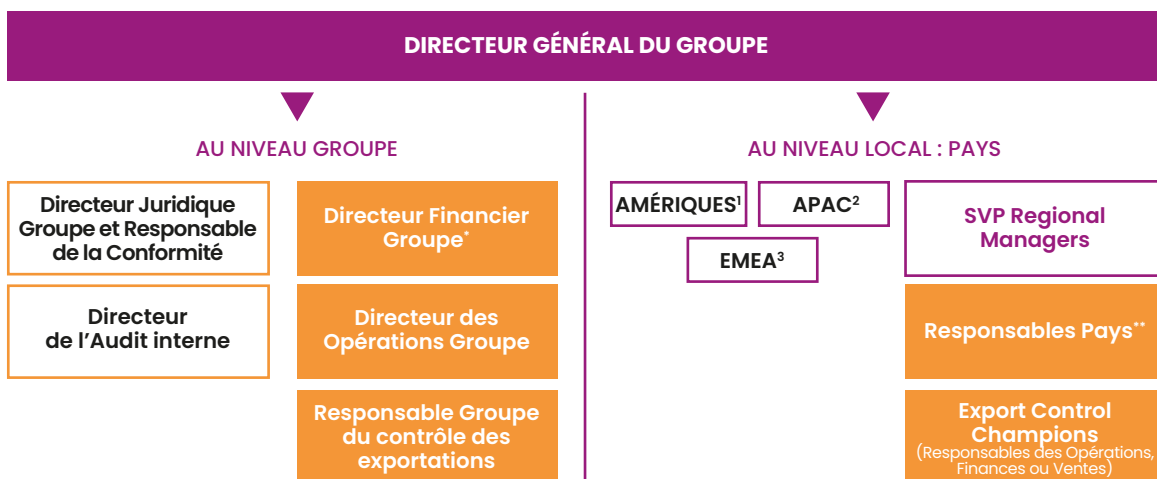 DIRECTEUR GÉNÉRAL DU GROUPE
AU NIVEAU GROUPE
Directeur Juridique
Groupe et Responsable
de la Conformité
Directeur Financier
Groupe*
Directeur
de l’Audit interne
Directeur des
Opérations Groupe
Responsable Groupe
du contrôle des
exportations
AU NIVEAU LOCAL : PAYS
AMÉRIQUES¹
APAC²
EMEA³
SVP Regional
Managers
Responsables Pays**
Export Control
Champions
(Responsables des Opérations,
Finances ou Ventes)